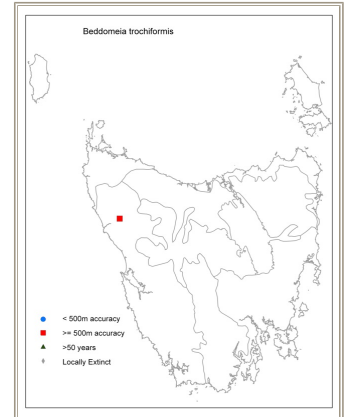 Beddomeia trochiformis
< 500m accuracy
>= 500m accuracy
>50 years
Locally Extinct